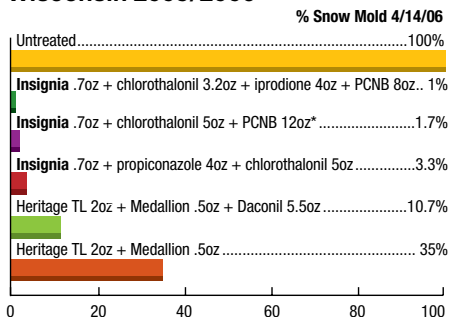 % Snow Mold 4/14/06
Untreated....................................................................100%
Insignia .7oz + chlorothalonil 3.2oz + iprodione 4oz + PCNB 8oz.. 1%
Insignia .7oz + chlorothalonil 5oz + PCNB 12oz*....................1.7%
Insignia .7oz + propiconazole 4oz + chlorothalonil 5oz.............3.3%
Heritage TL 2oz + Medallion .5oz + Daconil 5.5oz..................10.7%
Heritage TL 2oz + Medallion .5oz....................................... 35%
0 20 40 60 80 100